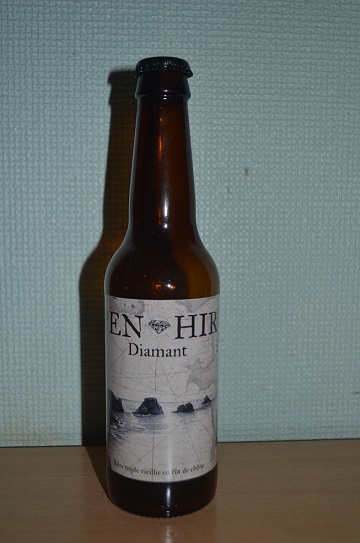 EN HIR
Diamant
Bière triple vieillie en fût de chêne